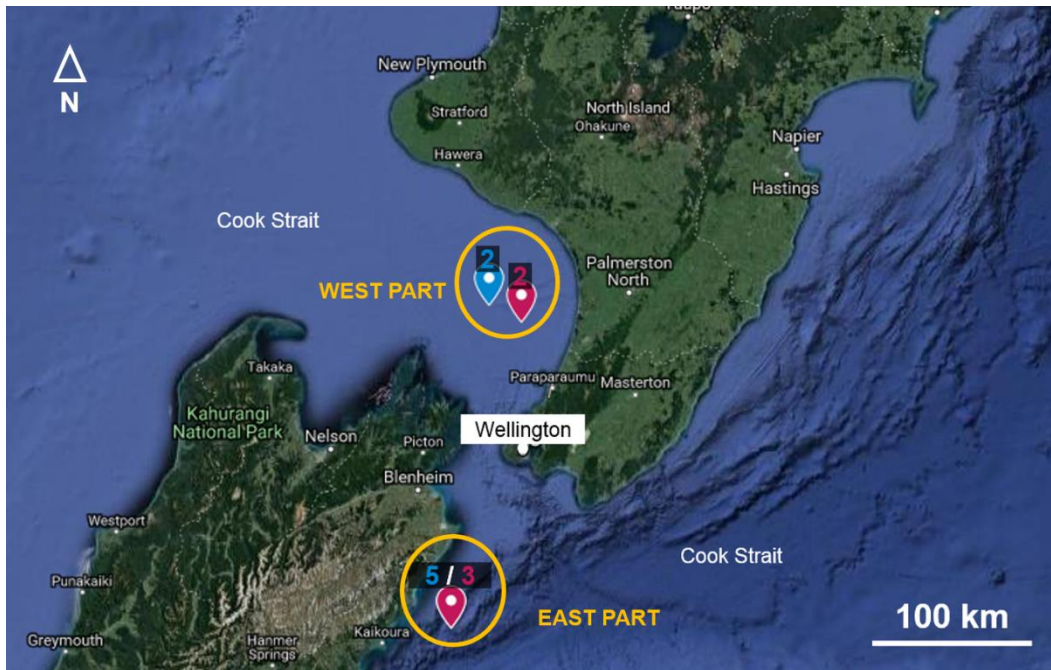 Taupo
New Plymouth
N
Stratford
North Island
Ohakune
Napier
Hawera
Hastings
Cook Strait
2
2
Palmerston
North
WEST PART
Takaka
Paraparaumu
Masterton
Kahurangi
National Park
Wellington
Nelson
Picton
Blenheim
Westport
Cook Strait
5 / 3
Punakaiki
EAST PART
100 km
Greymouth
Hanmer
Springs
Kaikoura